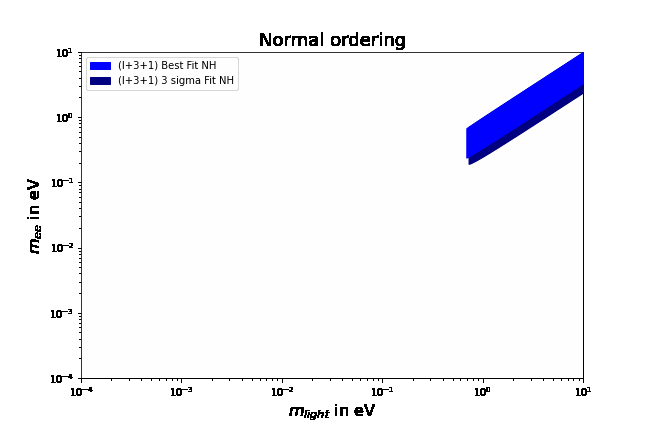 Normal ordering
(I+3+1) Best Fit NH
(I+3+1) 3 sigma Fit NH
10¹
10⁰
10⁻¹
10⁻²
10⁻³
10⁻⁴
m_ee in eV
10⁻⁴ 10⁻³ 10⁻² 10⁻¹ 10⁰ 10¹
m_light in eV